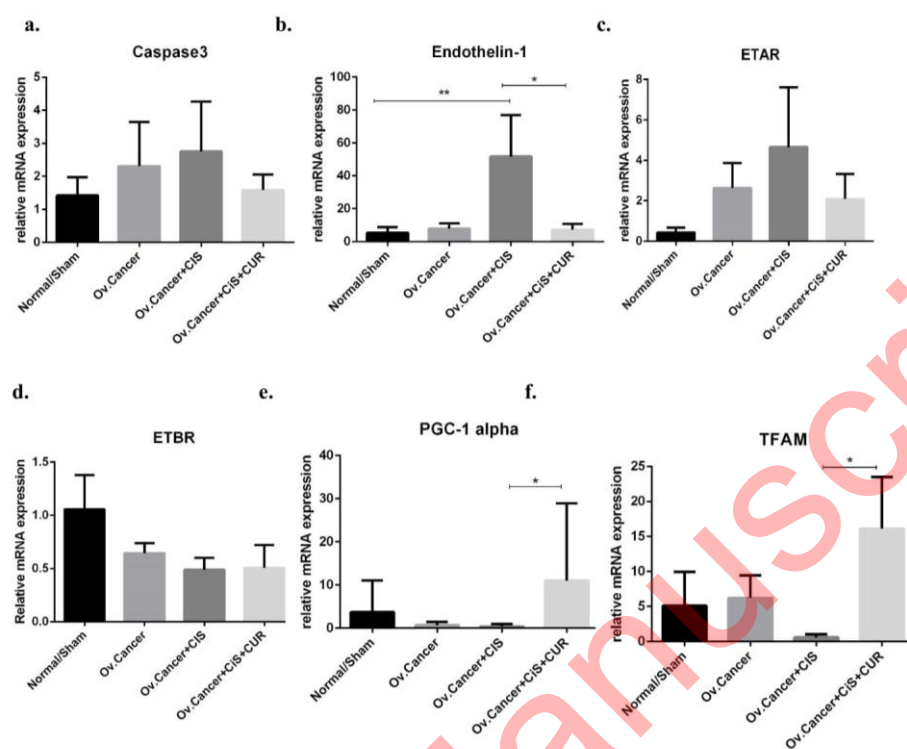 a.
Caspase3
relative mRNA expression
5
4
3
2
1
0
Normal/Sham
Ov.Cancer
Ov.Cancer+CIS
Ov.Cancer+CiS+CUR
b.
Endothelin-1
relative mRNA expression
100
80
60
40
20
0
**
*
Normal/Sham
Ov.Cancer
Ov.Cancer+CIS
Ov.Cancer+CiS+CUR
c.
ETAR
relative mRNA expression
8
6
4
2
0
Normal/Sham
Ov.Cancer
Ov.Cancer+CIS
Ov.Cancer+CiS+CUR
d.
ETBR
Relative mRNA expression
1.5
1.0
0.5
0.0
Normal/Sham
Ov.Cancer
Ov.Cancer+CIS
Ov.Cancer+CiS+CUR
e.
PGC-1 alpha
relative mRNA expression
40
30
20
10
0
*
Normal/Sham
Ov.Cancer
Ov.Cancer+CIS
Ov.Cancer+CiS+CUR
f.
TFAM
relative mRNA expression
25
20
15
10
5
0
*
Normal/Sham
Ov.Cancer
Ov.Cancer+CIS
Ov.Cancer+CiS+CUR
anuscri